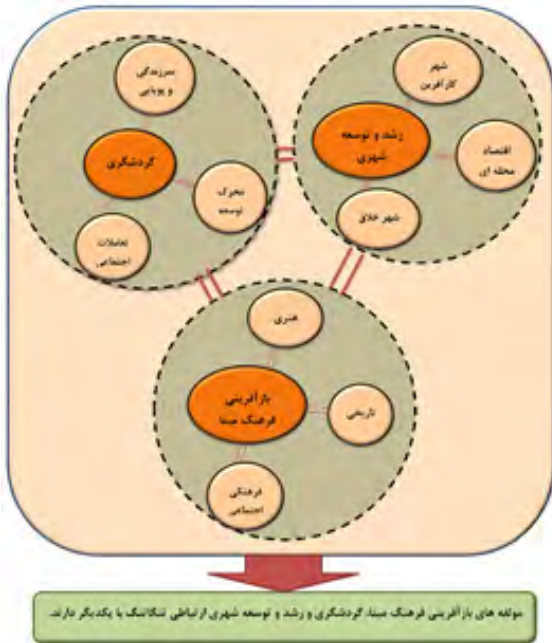 شهر
کارآفرین
رشد و توسعه
شهری
اقتصاد
محله ای
شهر خلاق
سرزندگی
و پویایی
گردشگری
محرک
توسعه
تعاملات
اجتماعی
هنری
بازآفرینی
فرهنگ مبنا
تاریخی
فرهنگی
اجتماعی
مولفه های بازآفرینی فرهنگ مبنا، گردشگری و رشد و توسعه شهری ارتباطی تنگاتنگ با یکدیگر دارند.